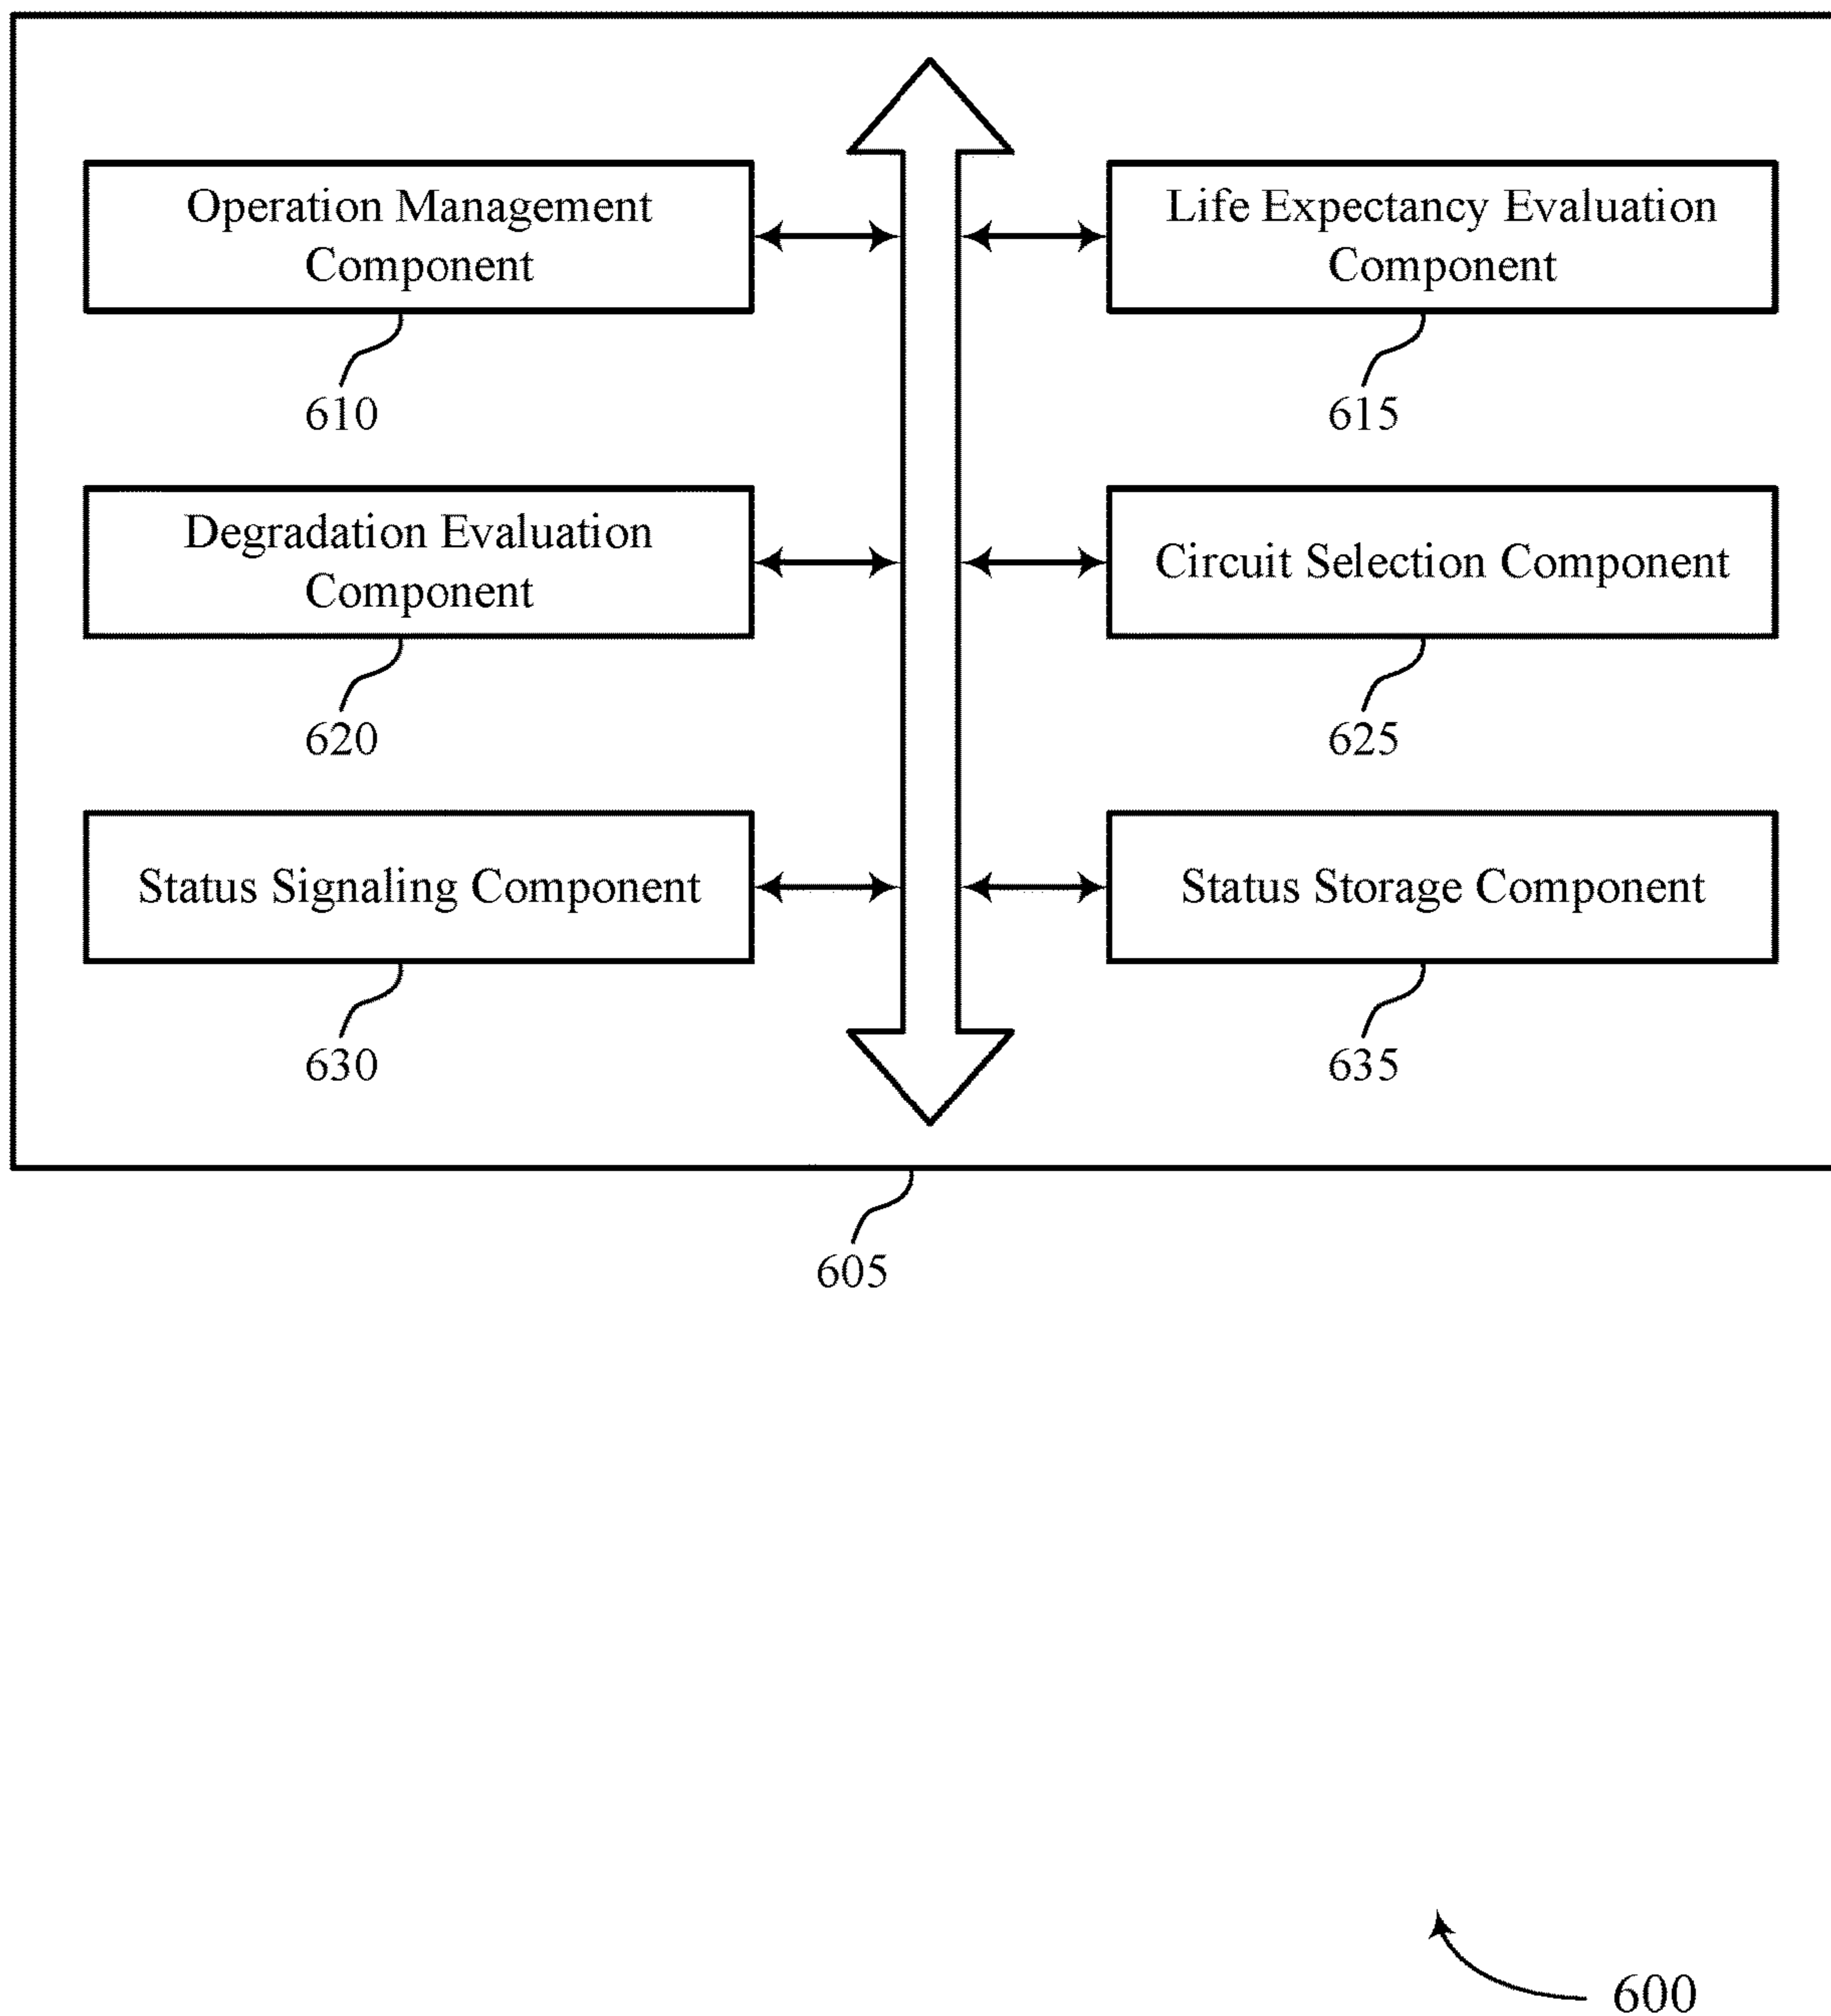 Operation Management
Component
610
Life Expectancy Evaluation
Component
615
Degradation Evaluation
Component
620
Circuit Selection Component
625
Status Signaling Component
630
Status Storage Component
635
605
600